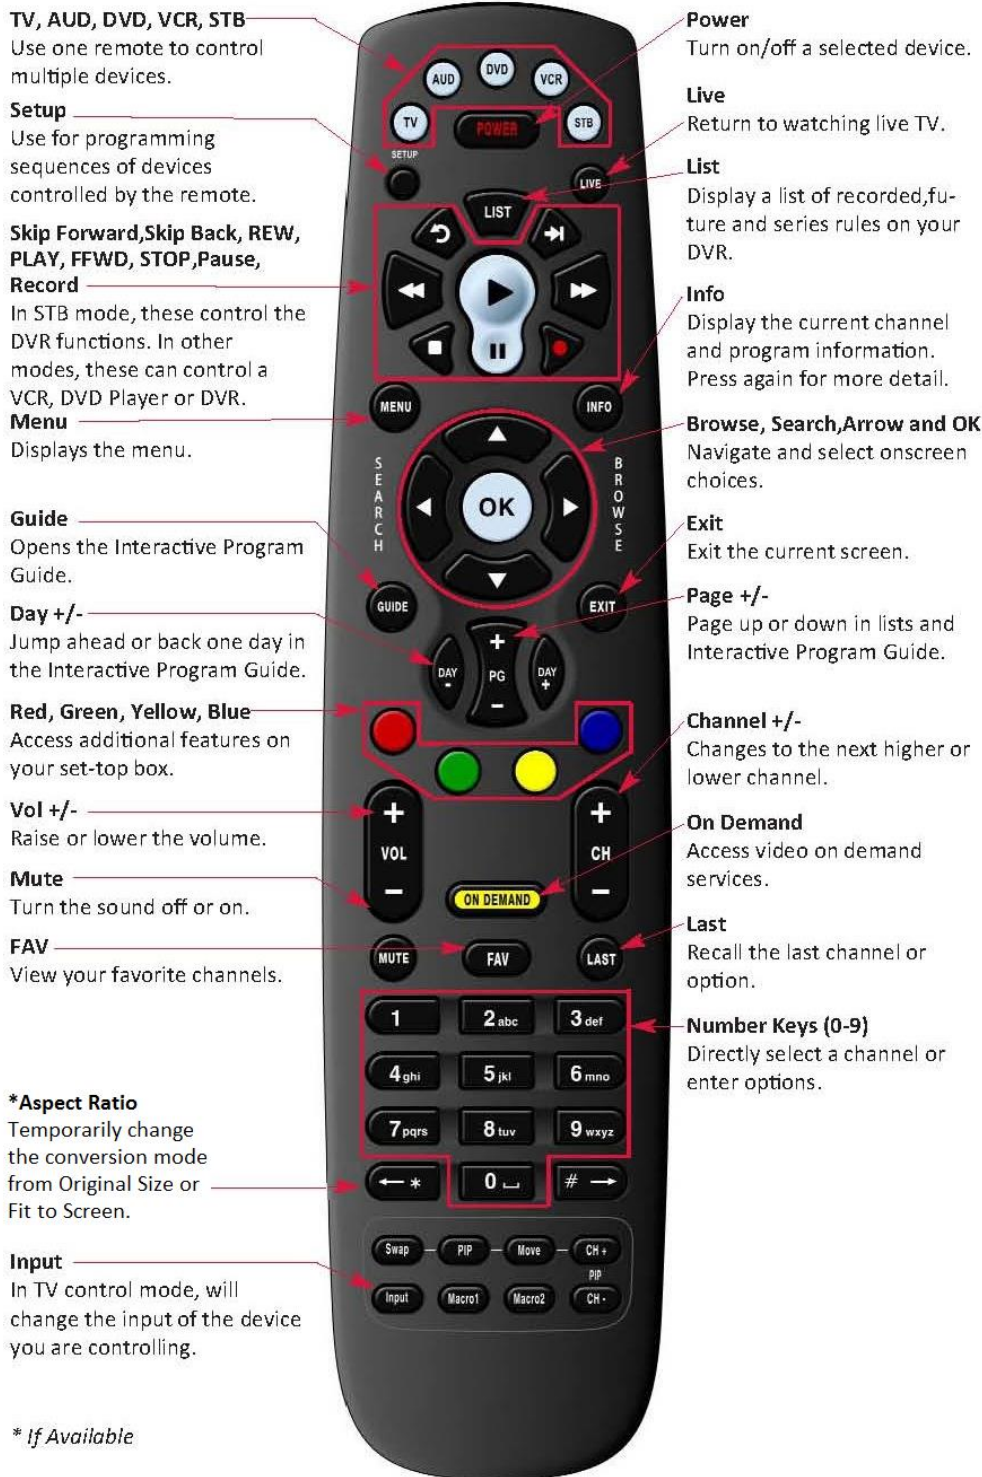 TV, AUD, DVD, VCR, STB
Use one remote to control
multiple devices.
Setup
Use for programming
sequences of devices
controlled by the remote.
Skip Forward,Skip Back, REW,
PLAY, FFWD, STOP,Pause,
Record
In STB mode, these control the
DVR functions. In other
modes, these can control a
VCR, DVD Player or DVR.
Menu
Displays the menu.
Guide
Opens the Interactive Program
Guide.
Day +/-
Jump ahead or back one day in
the Interactive Program Guide.
Red, Green, Yellow, Blue
Access additional features on
your set-top box.
Vol +/-
Raise or lower the volume.
Mute
Turn the sound off or on.
FAV
View your favorite channels.
*Aspect Ratio
Temporarily change
the conversion mode
from Original Size or
Fit to Screen.
Input
In TV control mode, will
change the input of the device
you are controlling.
* If Available
AUD
DVD
VCR
TV
POWER
STB
SETUP
LIVE
LIST
MENU
INFO
SEARCH
OK
BROWSE
GUIDE
EXIT
DAY
-
+
PG
-
DAY
+
+
VOL
-
+
CH
-
ON DEMAND
MUTE
FAV
LAST
1
2 abc
3 def
4 ghi
5 jkl
6 mno
7 pqrs
8 tuv
9 wxyz
← *
0 ⎵
# →
Swap
PIP
Move
CH +
PIP
Input
Macro1
Macro2
CH -
Power
Turn on/off a selected device.
Live
Return to watching live TV.
List
Display a list of recorded,fu-
ture and series rules on your
DVR.
Info
Display the current channel
and program information.
Press again for more detail.
Browse, Search,Arrow and OK
Navigate and select onscreen
choices.
Exit
Exit the current screen.
Page +/-
Page up or down in lists and
Interactive Program Guide.
Channel +/-
Changes to the next higher or
lower channel.
On Demand
Access video on demand
services.
Last
Recall the last channel or
option.
Number Keys (0-9)
Directly select a channel or
enter options.